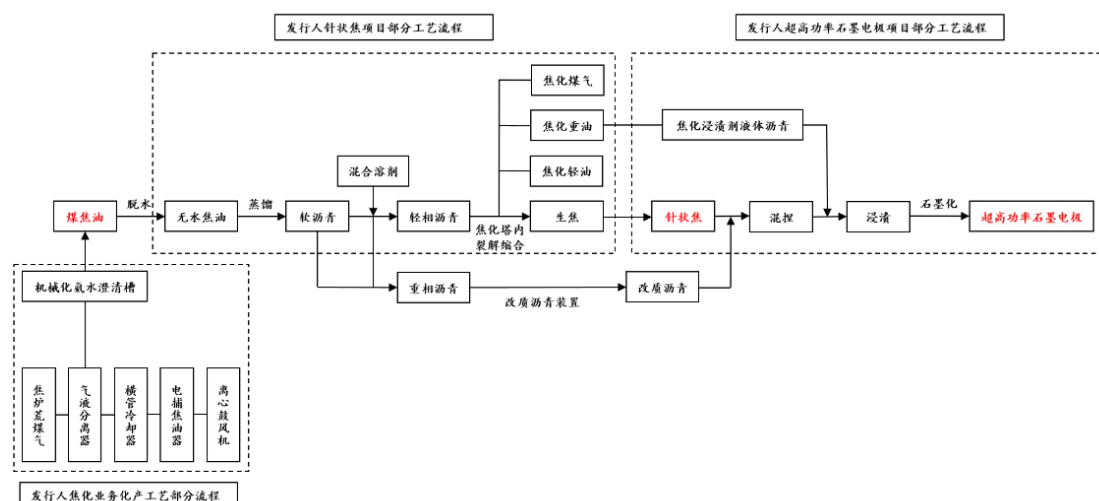 发行人针状焦项目部分工艺流程
发行人超高功率石墨电极项目部分工艺流程
焦化煤气
焦化重油
焦化浸渍剂液体沥青
混合溶剂
焦化轻油
煤焦油
脱水
无水焦油
蒸馏
软沥青
轻相沥青
焦化塔内
裂解缩合
生焦
针状焦
混捏
浸渍
石墨化
超高功率石墨电极
机械化氨水澄清槽
重相沥青
改质沥青装置
改质沥青
焦炉荒煤气
气液分离器
横管冷却器
电捕焦油器
离心鼓风机
发行人焦化业务化产工艺部分流程